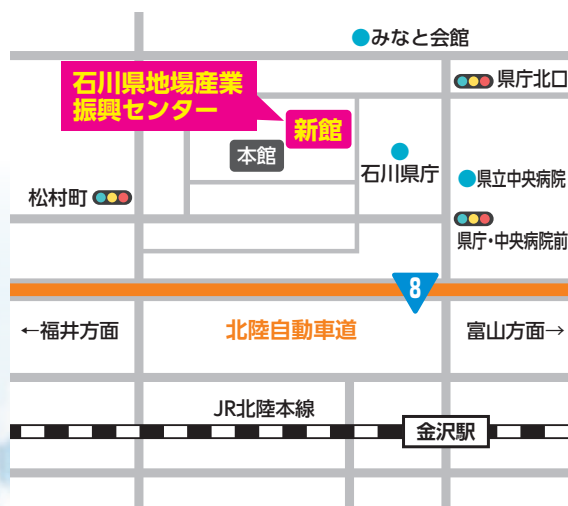 みなと会館
県庁北口
石川県地場産業
振興センター
新館
本館
石川県庁
県立中央病院
松村町
県庁・中央病院前
8
←福井方面
北陸自動車道
富山方面→
JR北陸本線
金沢駅